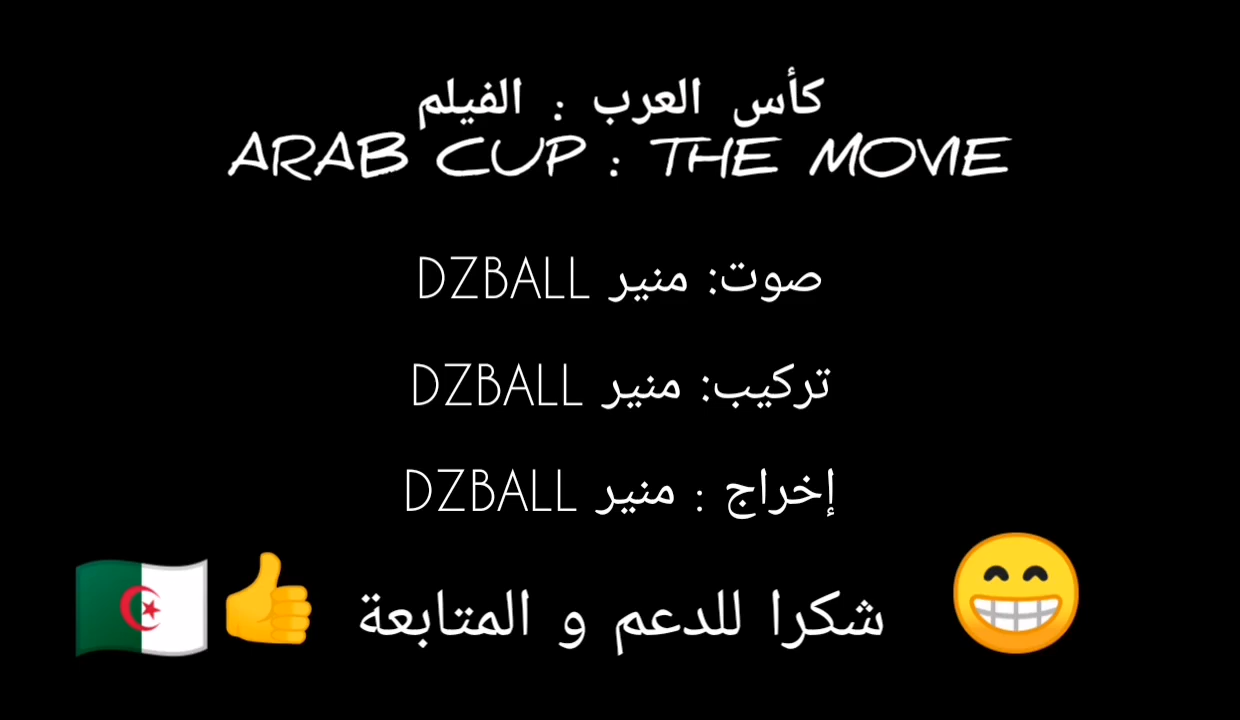 كأس العرب : الفيلم
ARAB CUP : THE MOVIE
صوت: منير DZBALL
تركيب: منير DZBALL
إخراج : منير DZBALL
شكرا للدعم و المتابعة